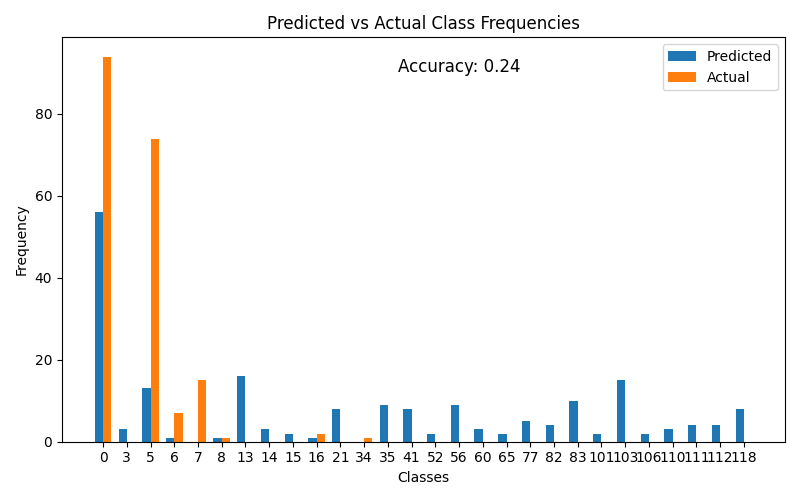 Predicted vs Actual Class Frequencies
Accuracy: 0.24
Predicted
Actual
Frequency
80
60
40
20
0
0 3 5 6 7 8 13 14 15 16 21 34 35 41 52 56 60 65 77 82 83 101 103 106 110 111 112 118
Classes